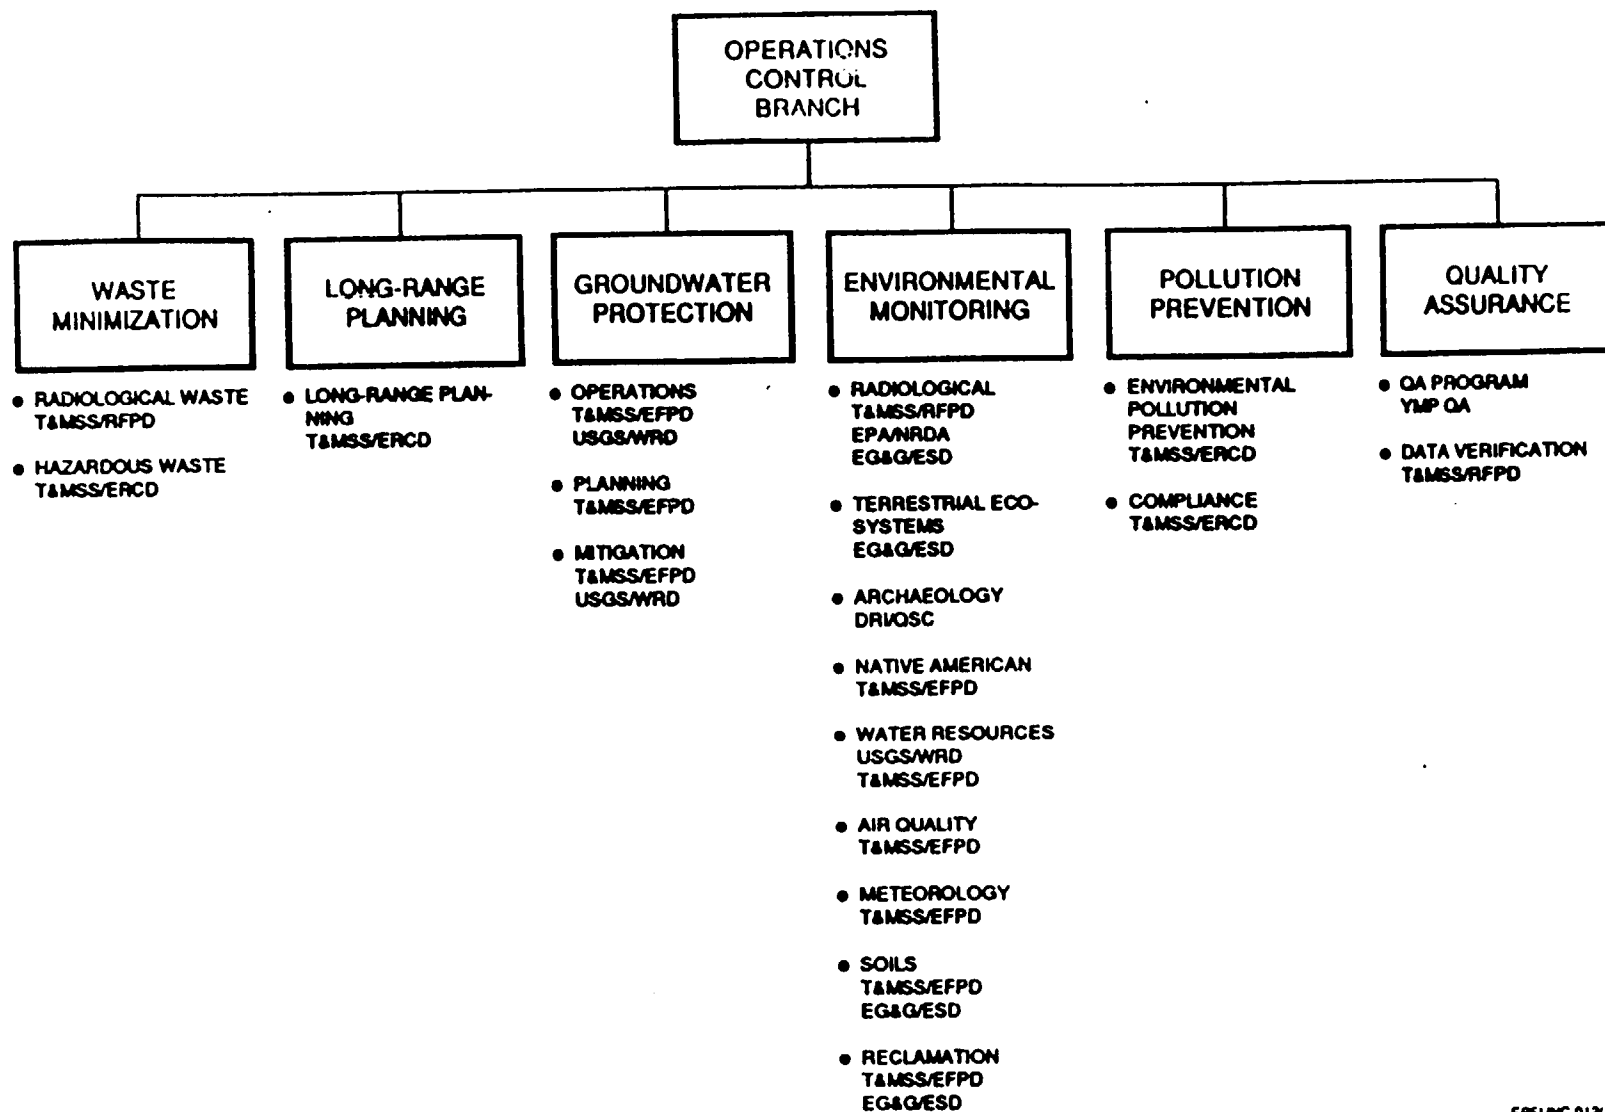 OPERATIONS
CONTROL
BRANCH
WASTE
MINIMIZATION
● RADIOLOGICAL WASTE
T&MSS/RFPD
● HAZARDOUS WASTE
T&MSS/ERCD
LONG-RANGE
PLANNING
● LONG-RANGE PLAN-
NING
T&MSS/ERCD
GROUNDWATER
PROTECTION
● OPERATIONS
T&MSS/EFPD
USGS/WRD
● PLANNING
T&MSS/EFPD
● MITIGATION
T&MSS/EFPD
USGS/WRD
ENVIRONMENTAL
MONITORING
● RADIOLOGICAL
T&MSS/RFPD
EPA/NRDA
EG&G/ESD
● TERRESTRIAL ECO-
SYSTEMS
EG&G/ESD
● ARCHAEOLOGY
DRI/QSC
● NATIVE AMERICAN
T&MSS/EFPD
● WATER RESOURCES
USGS/WRD
T&MSS/EFPD
● AIR QUALITY
T&MSS/EFPD
● METEOROLOGY
T&MSS/EFPD
● SOILS
T&MSS/EFPD
EG&G/ESD
● RECLAMATION
T&MSS/EFPD
EG&G/ESD
POLLUTION
PREVENTION
● ENVIRONMENTAL
POLLUTION
PREVENTION
T&MSS/ERCD
● COMPLIANCE
T&MSS/ERCD
QUALITY
ASSURANCE
● QA PROGRAM
YMP QA
● DATA VERIFICATION
T&MSS/RFPD